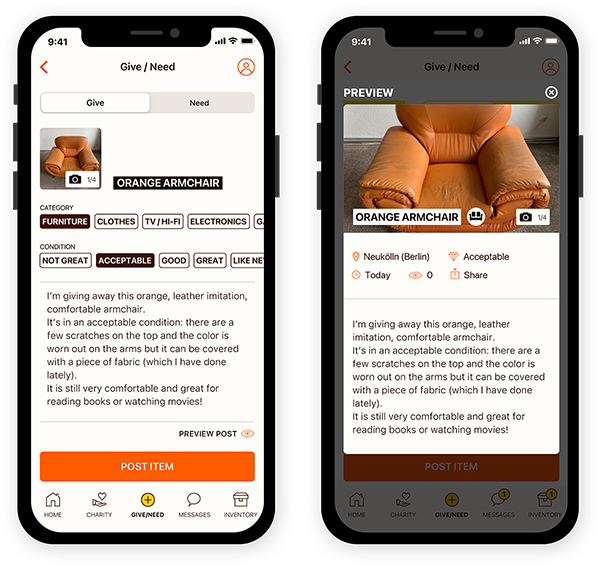 9:41
Give / Need
Give
Need
1/4
ORANGE ARMCHAIR
CATEGORY
FURNITURE CLOTHES TV / HI-FI ELECTRONICS
CONDITION
NOT GREAT ACCEPTABLE GOOD GREAT LIKE NE
I’m giving away this orange, leather imitation,
comfortable armchair.
It’s in an acceptable condition: there are a
few scratches on the top and the color is
worn out on the arms but it can be covered
with a piece of fabric (which I have done
lately).
It is still very comfortable and great for
reading books or watching movies!
PREVIEW POST
POST ITEM
HOME CHARITY GIVE/NEED MESSAGES INVENTORY
9:41
Give / Need
PREVIEW
ORANGE ARMCHAIR
1/4
Neukölln (Berlin) Acceptable
Today 0 Share
I’m giving away this orange, leather
imitation, comfortable armchair.
It’s in an acceptable condition: there are a
few scratches on the top and the color is
worn out on the arms but it can be covered
with a piece of fabric (which I have done
lately).
It is still very comfortable and great for
reading books or watching movies!
POST ITEM
1 1
HOME CHARITY GIVE/NEED MESSAGES INVENTORY